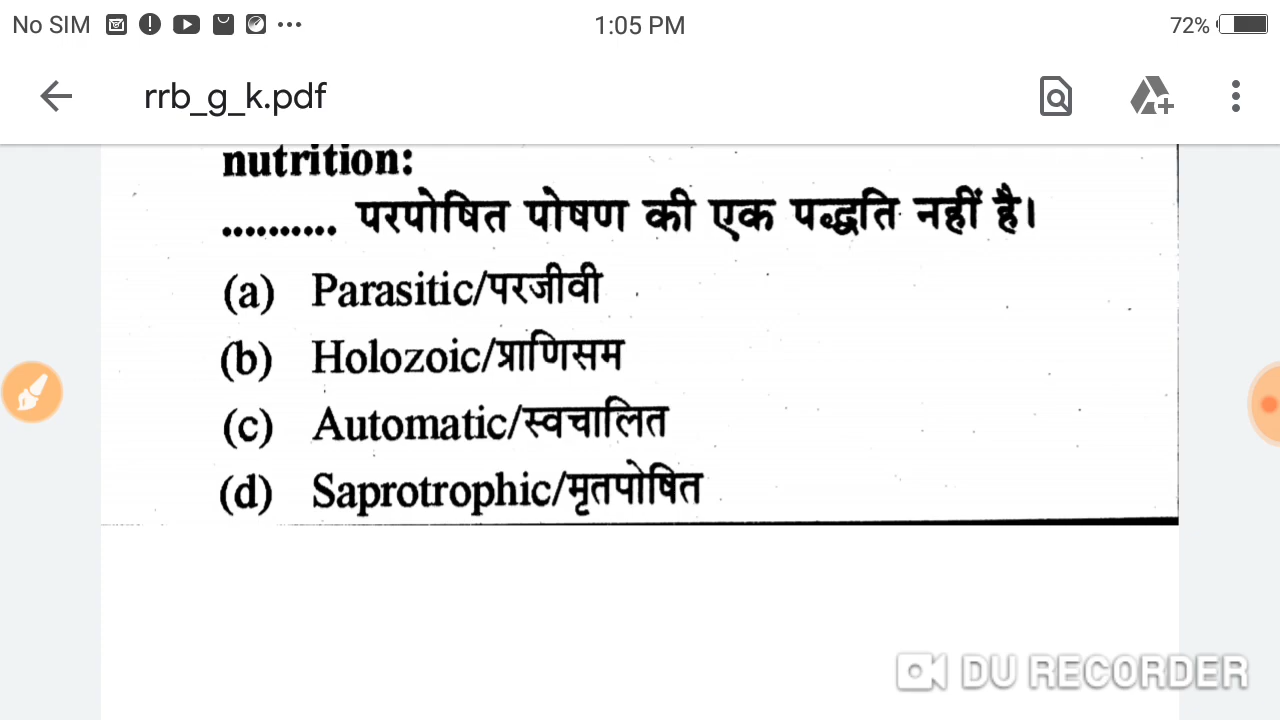 No SIM 1:05 PM 72%
rrb_g_k.pdf
nutrition:
.......... परपोषित पोषण की एक पद्धति नहीं है।
(a) Parasitic/परजीवी
(b) Holozoic/प्राणिसम
(c) Automatic/स्वचालित
(d) Saprotrophic/मृतपोषित
DU RECORDER